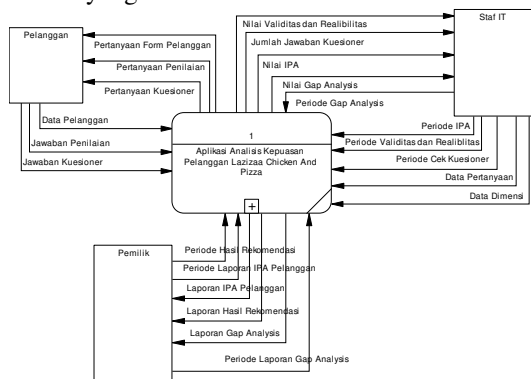 Pelanggan
Staf IT
Nilai Validitas dan Realibilitas
Jumlah Jawaban Kuesioner
Nilai IPA
Nilai Gap Analysis
Periode Gap Analysis
Pertanyaan Form Pelanggan
Pertanyaan Penilaian
Pertanyaan Kuesioner
Data Pelanggan
Jawaban Penilaian
Jawaban Kuesioner
Periode IPA
Periode Validitas dan Realiblitas
Periode Cek Kuesioner
Data Pertanyaan
Data Dimensi
1
Aplikasi Analisis Kepuasan
Pelanggan Lazizaa Chicken And
Pizza
+
Pemilik
Periode Hasil Rekomendasi
Periode Laporan IPA Pelanggan
Laporan IPA Pelanggan
Laporan Hasil Rekomendasi
Laporan Gap Analysis
Periode Laporan Gap Analysis